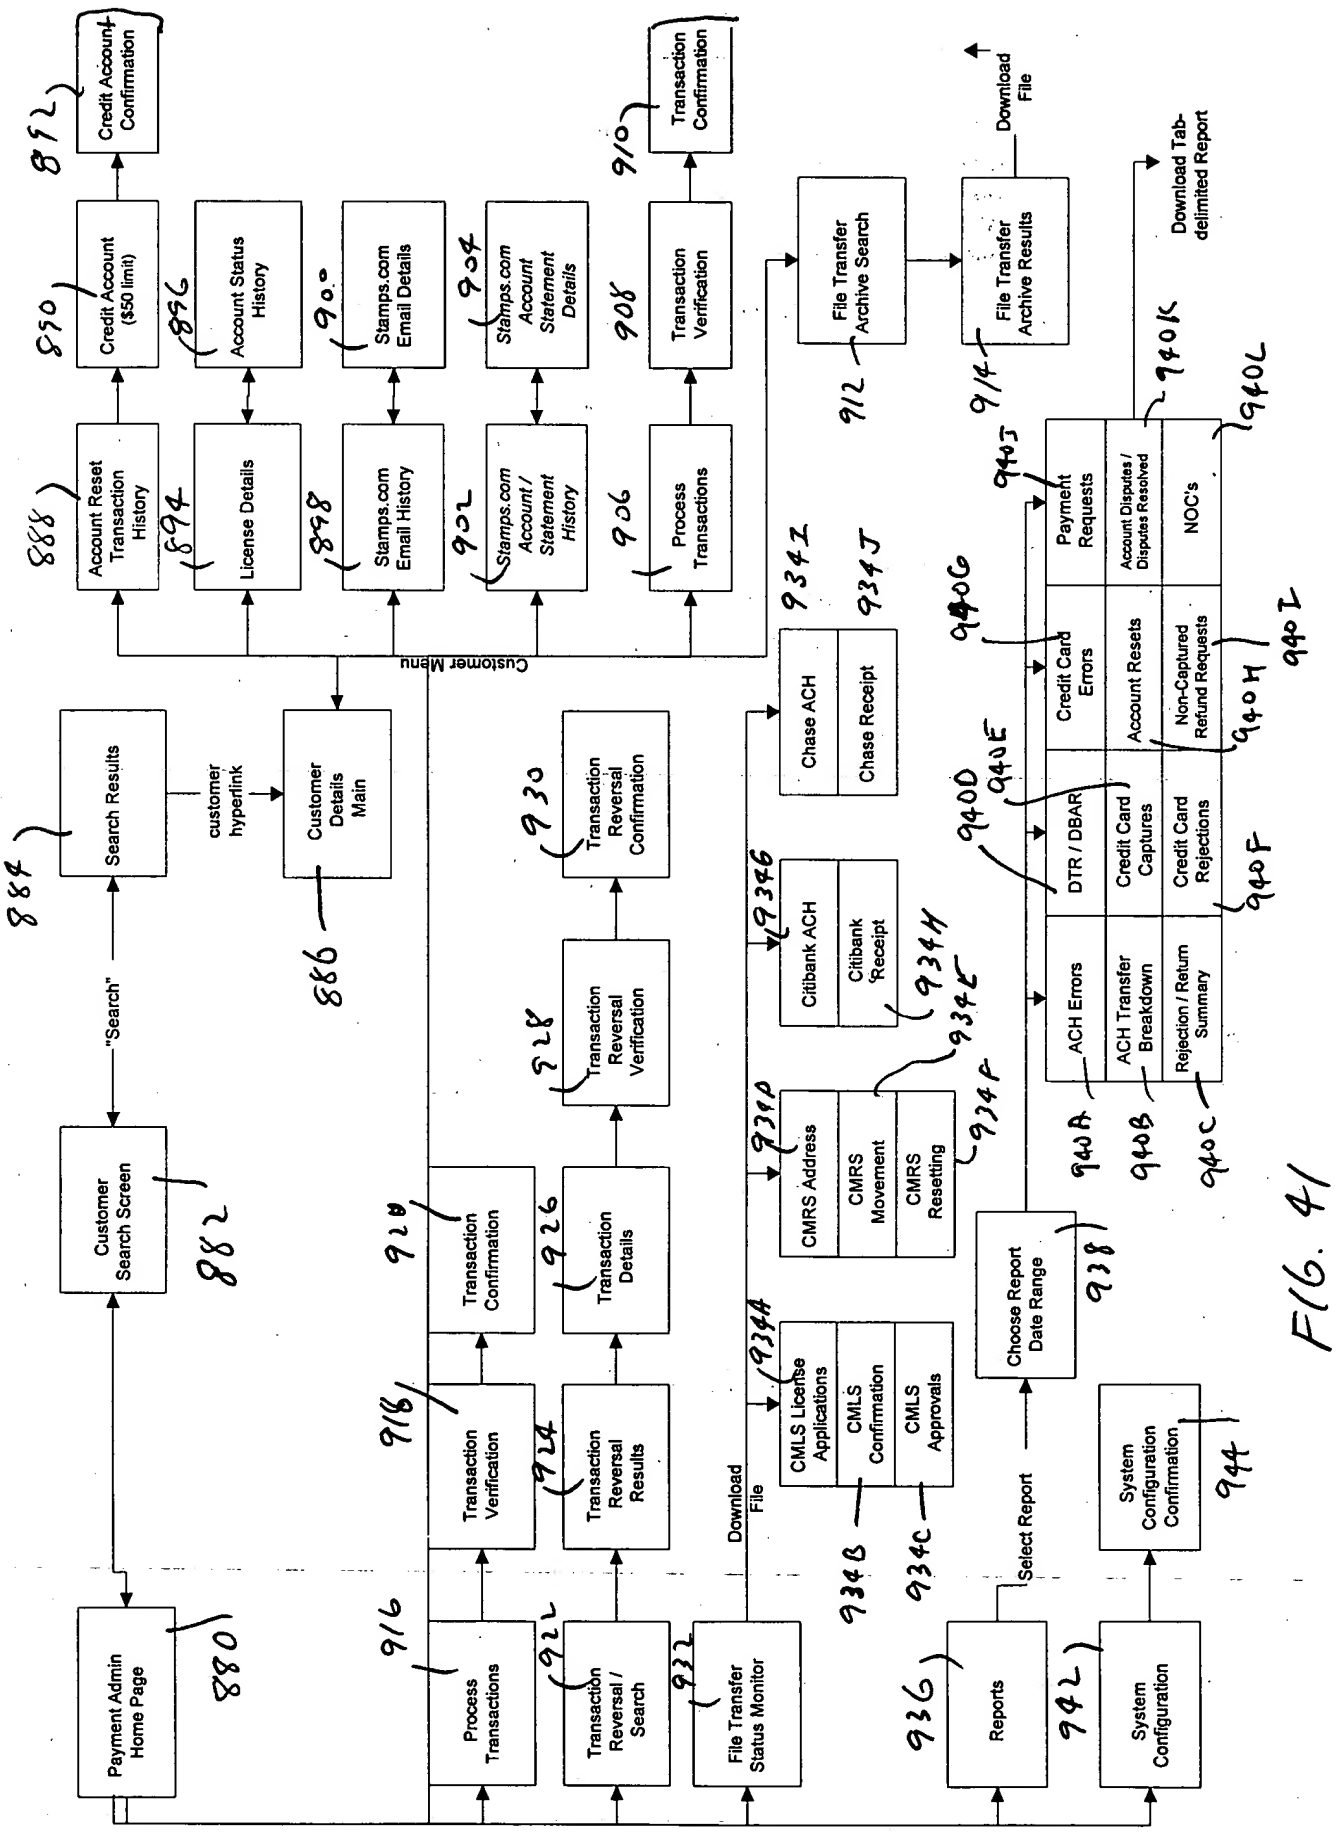 Payment Admin
Home Page
880
Customer
Search Screen
882
"Search"
Search Results
884
customer
hyperlink
Customer
Details
Main
886
Customer Menu
Account Reset
Transaction
History
888
Credit Account
($50 limit)
890
Credit Account
Confirmation
892
License Details
894
Account Status
History
896
Stamps.com
Email History
898
Stamps.com
Email Details
900
Stamps.com
Account /
Statement
History
902
Stamps.com
Account
Statement
Details
904
Process
Transactions
906
Transaction
Verification
908
Transaction
Confirmation
910
File Transfer
Archive Search
912
File Transfer
Archive Results
914
Download
File
Process
Transactions
916
Transaction
Verification
918
Transaction
Confirmation
920
Transaction
Reversal /
Search
922
Transaction
Reversal
Results
924
Transaction
Details
926
Transaction
Reversal
Verification
928
Transaction
Reversal
Confirmation
930
File Transfer
Status Monitor
932
Download
File
CMLS License
Applications
934A
CMLS
Confirmation
934B
CMLS
Approvals
934C
CMRS Address
934D
CMRS
Movement
934E
CMRS
Resetting
934F
Citibank ACH
934G
Citibank
Receipt
934H
Chase ACH
934I
Chase Receipt
934J
Reports
936
Select Report
Choose Report
Date Range
938
ACH Errors
940A
ACH Transfer
Breakdown
940B
Rejection / Return
Summary
940C
DTR / DBAR
940D
Credit Card
Captures
940E
Credit Card
Rejections
940F
Credit Card
Errors
940G
Account Resets
940H
Non-Captured
Refund Requests
940I
Payment
Requests
940J
Account Disputes /
Disputes Resolved
940K
NOC's
940L
Download Tab-
delimited Report
System
Configuration
942
System
Configuration
Confirmation
944
FIG. 41